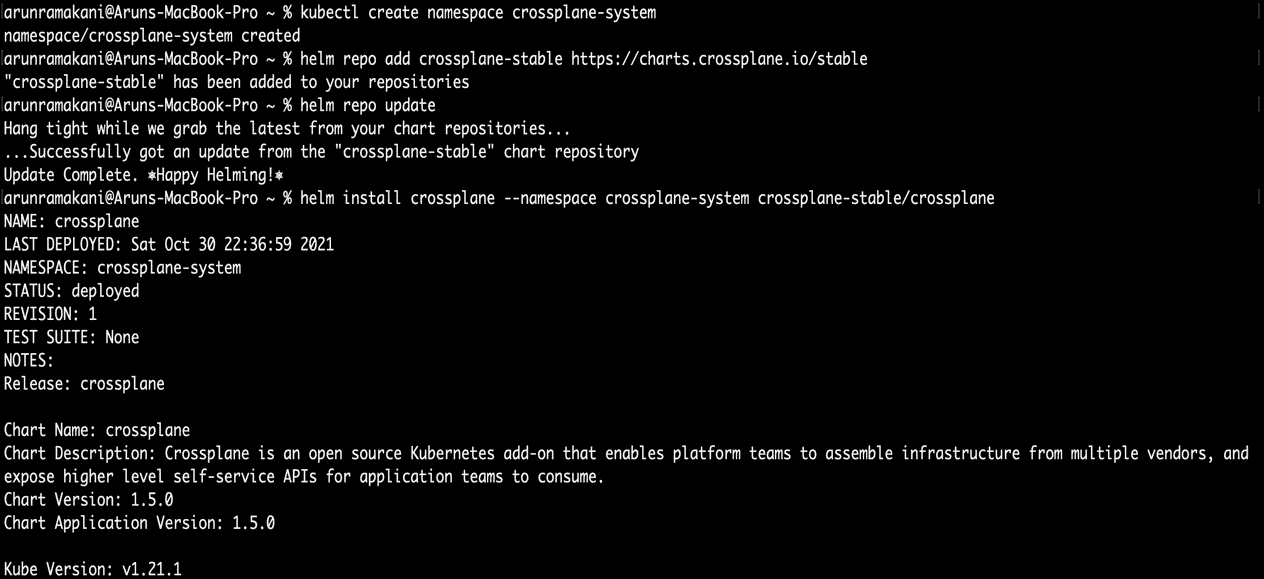 arunramakani@Aruns-MacBook-Pro ~ % kubectl create namespace crossplane-system
namespace/crossplane-system created
arunramakani@Aruns-MacBook-Pro ~ % helm repo add crossplane-stable https://charts.crossplane.io/stable
"crossplane-stable" has been added to your repositories
arunramakani@Aruns-MacBook-Pro ~ % helm repo update
Hang tight while we grab the latest from your chart repositories...
...Successfully got an update from the "crossplane-stable" chart repository
Update Complete. *Happy Helming!*
arunramakani@Aruns-MacBook-Pro ~ % helm install crossplane --namespace crossplane-system crossplane-stable/crossplane
NAME: crossplane
LAST DEPLOYED: Sat Oct 30 22:36:59 2021
NAMESPACE: crossplane-system
STATUS: deployed
REVISION: 1
TEST SUITE: None
NOTES:
Release: crossplane
Chart Name: crossplane
Chart Description: Crossplane is an open source Kubernetes add-on that enables platform teams to assemble infrastructure from multiple vendors, and
expose higher level self-service APIs for application teams to consume.
Chart Version: 1.5.0
Chart Application Version: 1.5.0
Kube Version: v1.21.1